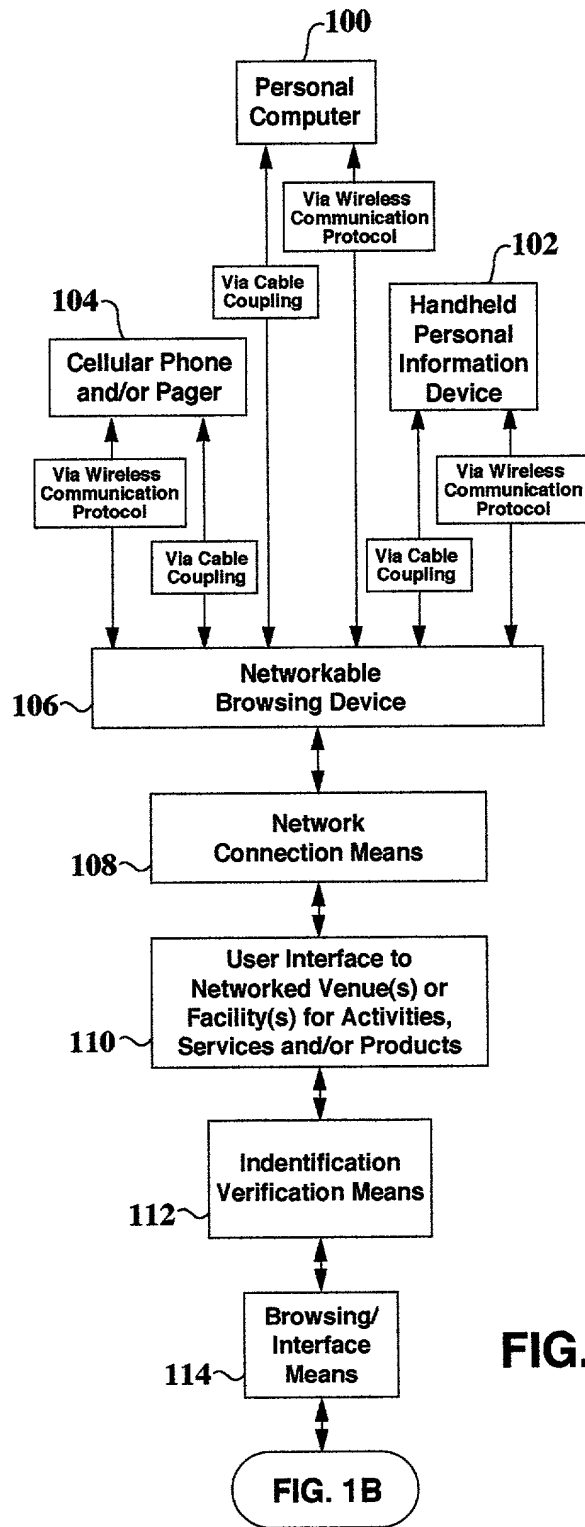 100
Personal
Computer
Via Wireless
Communication
Protocol
102
Via Cable
Coupling
104
Handheld
Personal
Information
Device
Cellular Phone
and/or Pager
Via Wireless
Communication
Protocol
Via Wireless
Communication
Protocol
Via Cable
Coupling
Via Cable
Coupling
Networkable
Browsing Device
106
Network
Connection Means
108
User Interface to
Networked Venue(s) or
Facility(s) for Activities,
Services and/or Products
110
Indentification
Verification Means
112
Browsing/
Interface
Means
114
FIG.
FIG. 1B